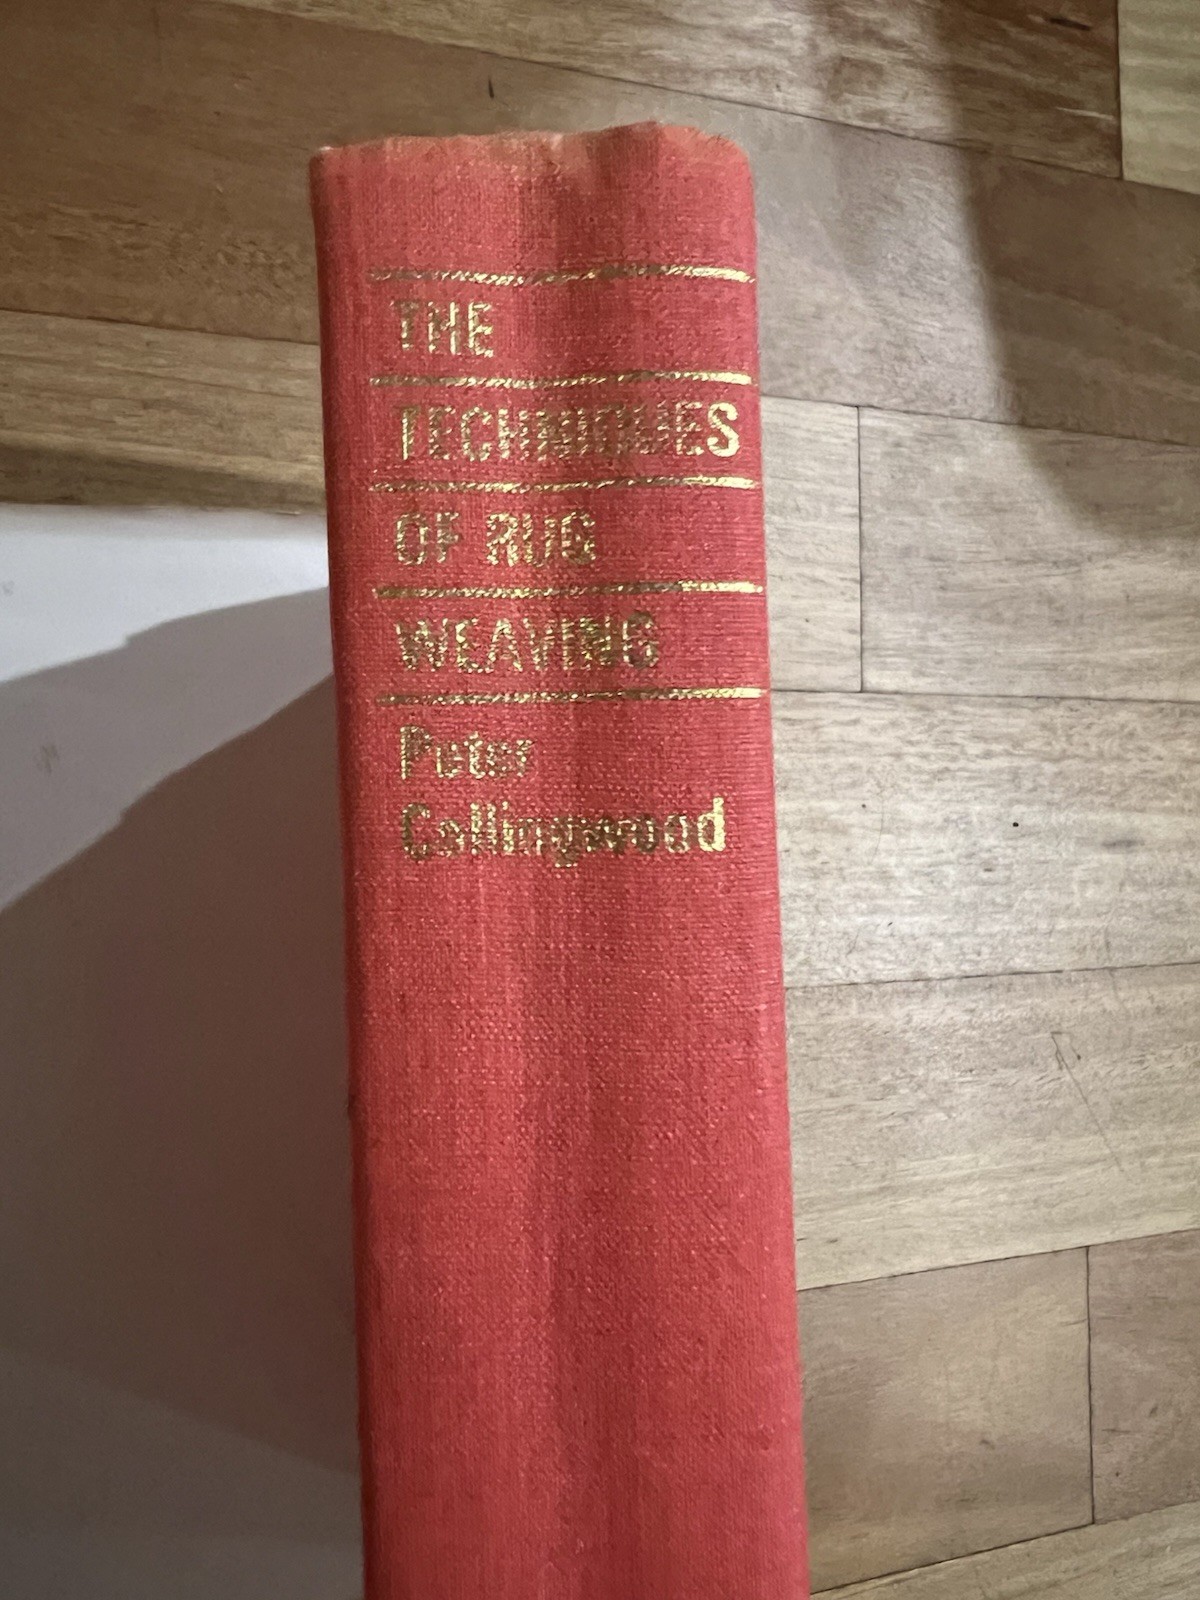 THE
TECHNIQUES
OF RUG
WEAVING
Peter
Collingwood